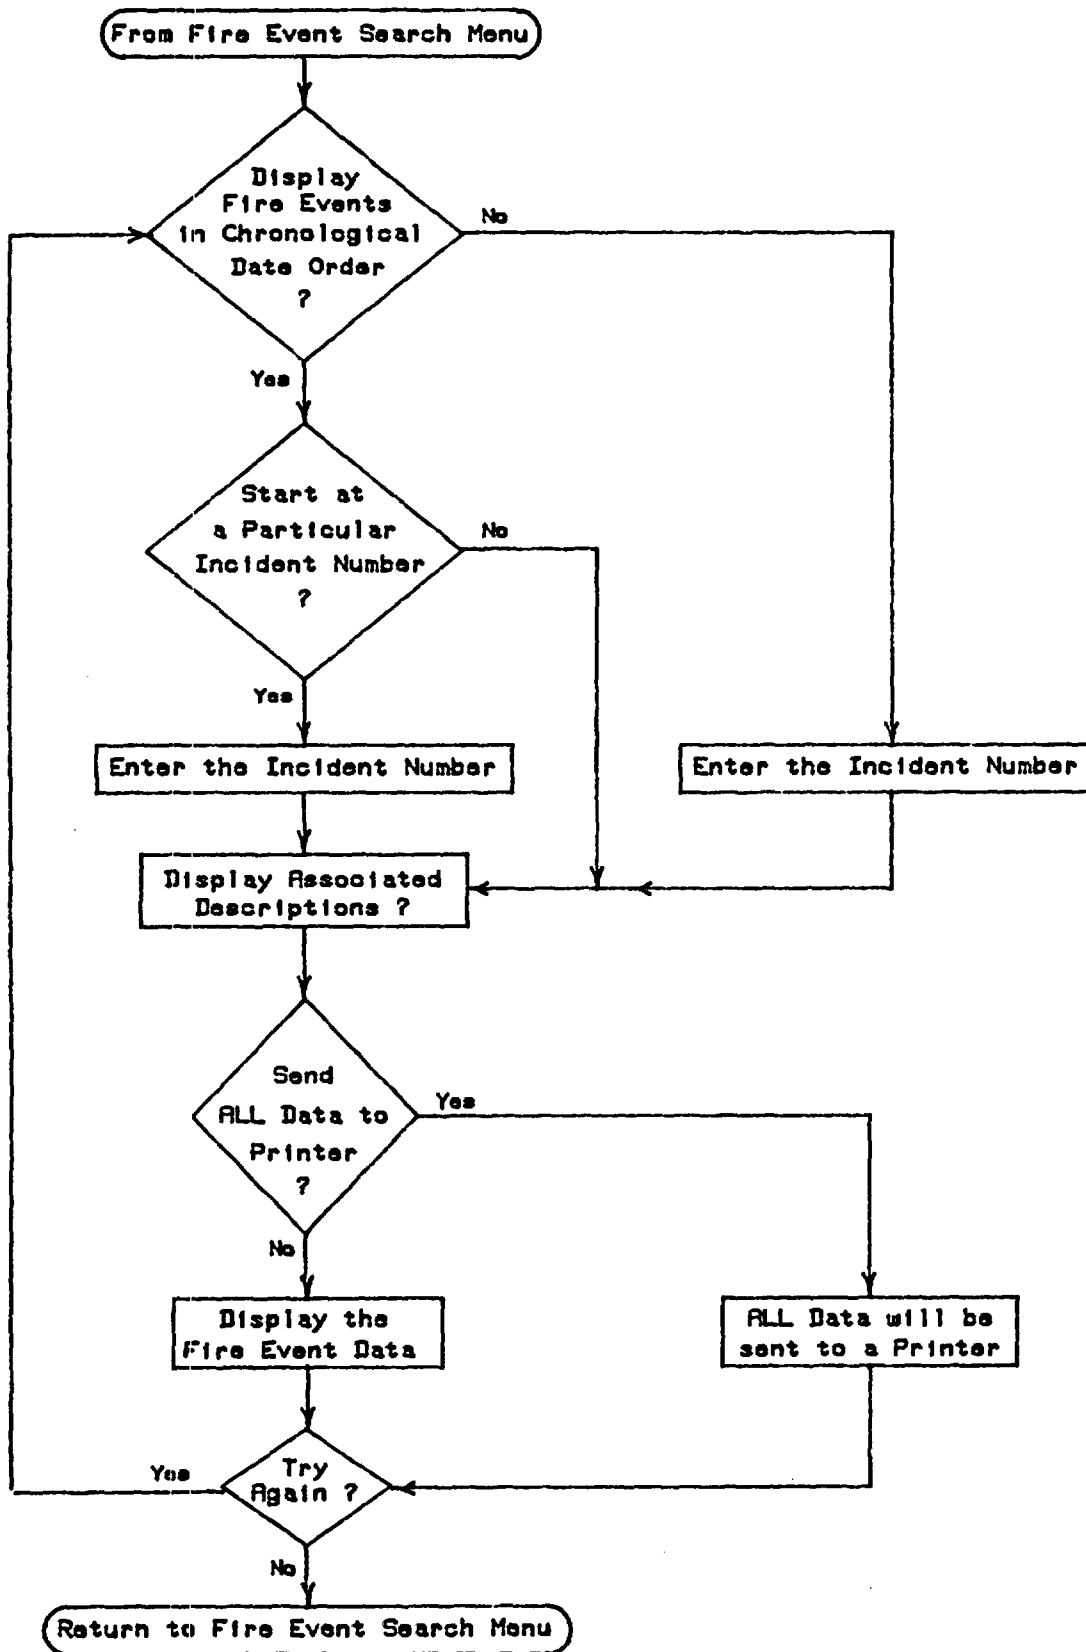 From Fire Event Search Menu
Display
Fire Events
in Chronological
Date Order
?
No
Yes
Start at
a Particular
Incident Number
?
No
Yes
Enter the Incident Number
Enter the Incident Number
Display Associated
Descriptions ?
Send
ALL Data to
Printer
?
Yes
No
Display the
Fire Event Data
ALL Data will be
sent to a Printer
Try
Again ?
Yes
No
Return to Fire Event Search Menu